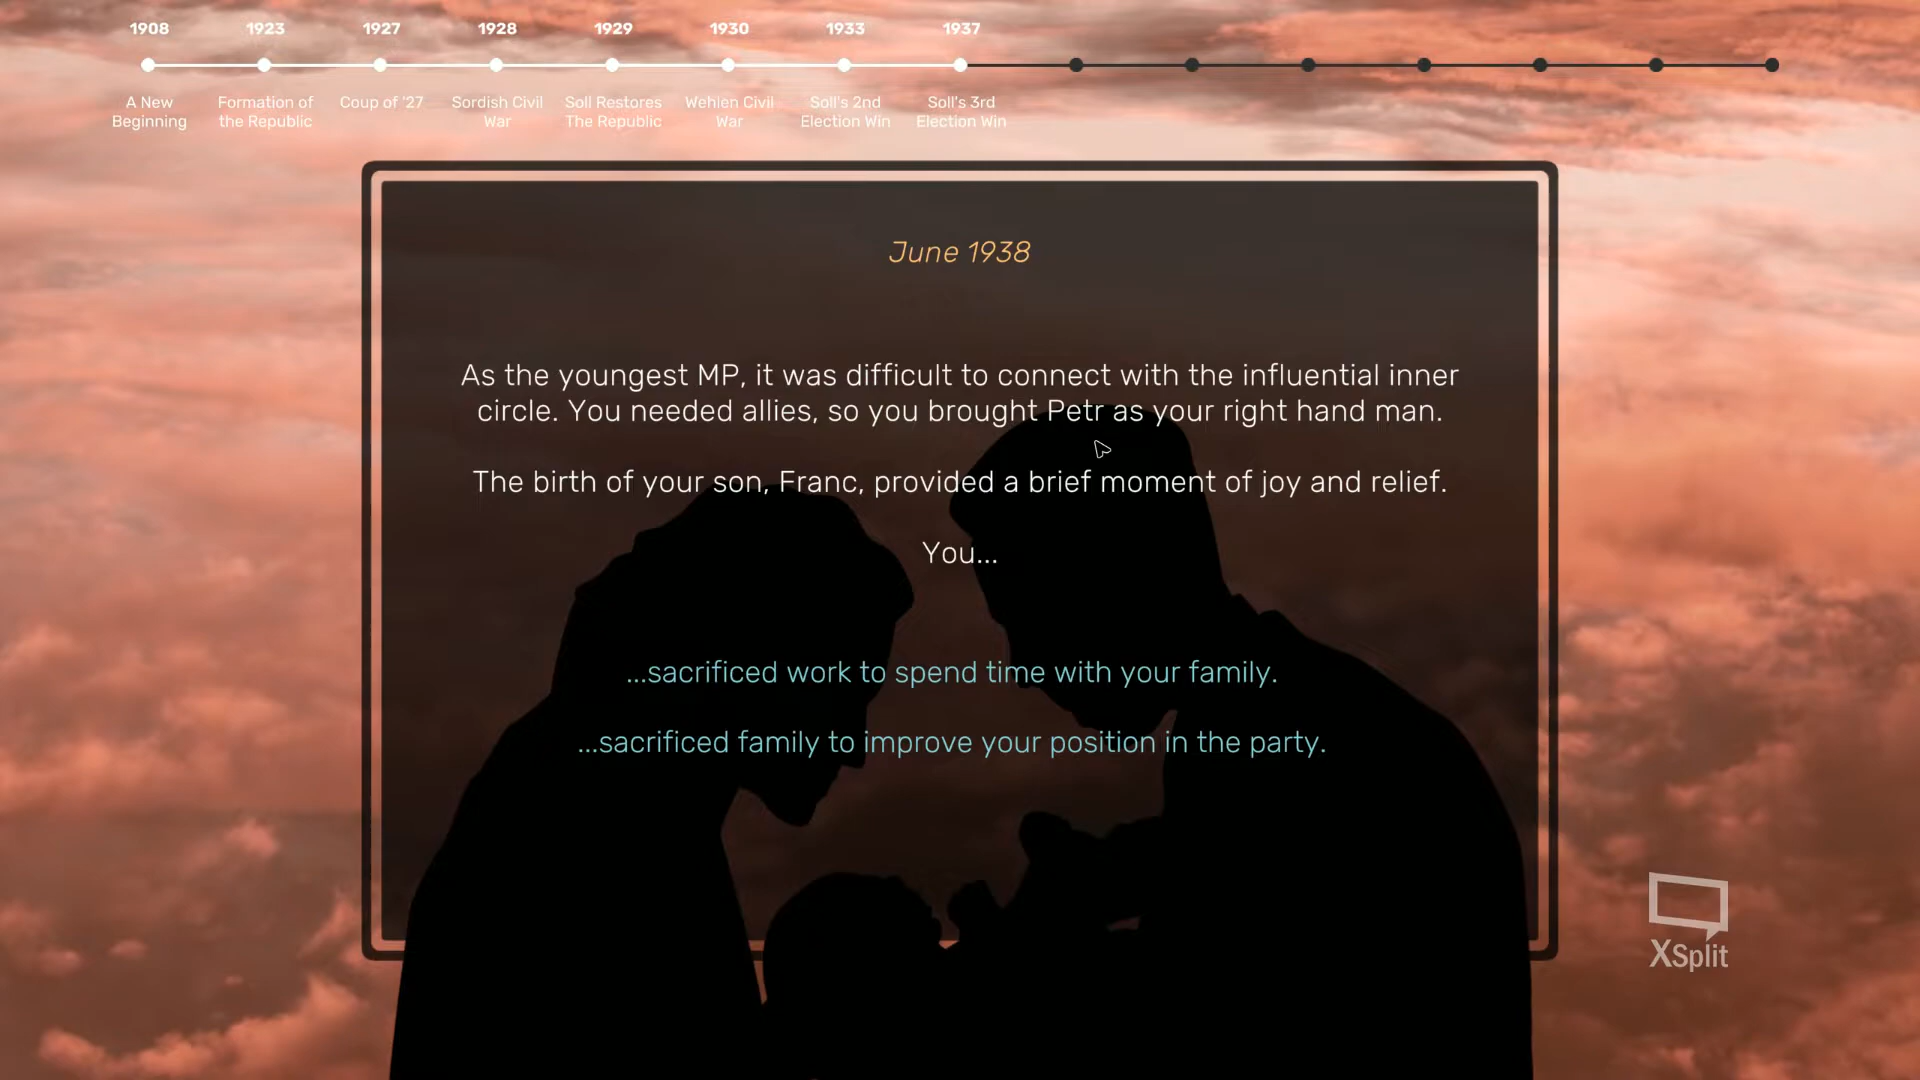 1908 1923 1927 1928 1929 1930 1933 1937
A New Beginning
Formation of the Republic
Coup of '27
Sordish Civil War
Soll Restores The Republic
Wehlen Civil War
Soll's 2nd Election Win
Soll's 3rd Election Win
June 1938
As the youngest MP, it was difficult to connect with the influential inner
circle. You needed allies, so you brought Petr as your right hand man.
The birth of your son, Franc, provided a brief moment of joy and relief.
You...
...sacrificed work to spend time with your family.
...sacrificed family to improve your position in the party.
XSplit